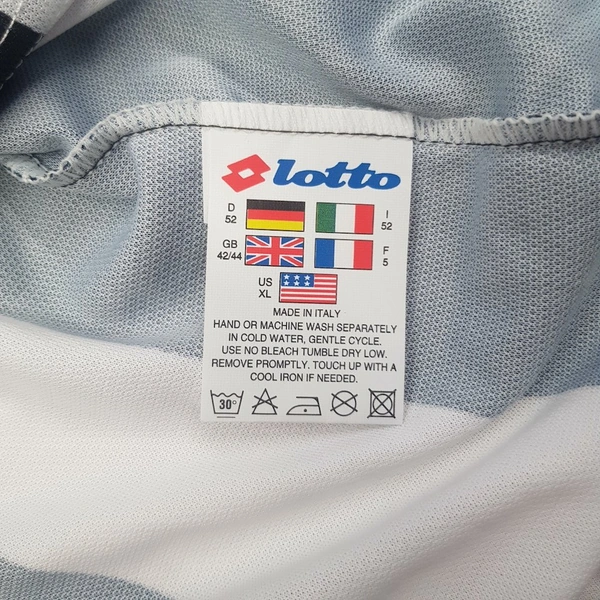 lotto
D 52 I 52
GB 42/44 F 5
US XL
MADE IN ITALY
HAND OR MACHINE WASH SEPARATELY
IN COLD WATER, GENTLE CYCLE.
USE NO BLEACH TUMBLE DRY LOW.
REMOVE PROMPTLY. TOUCH UP WITH A
COOL IRON IF NEEDED.
30°